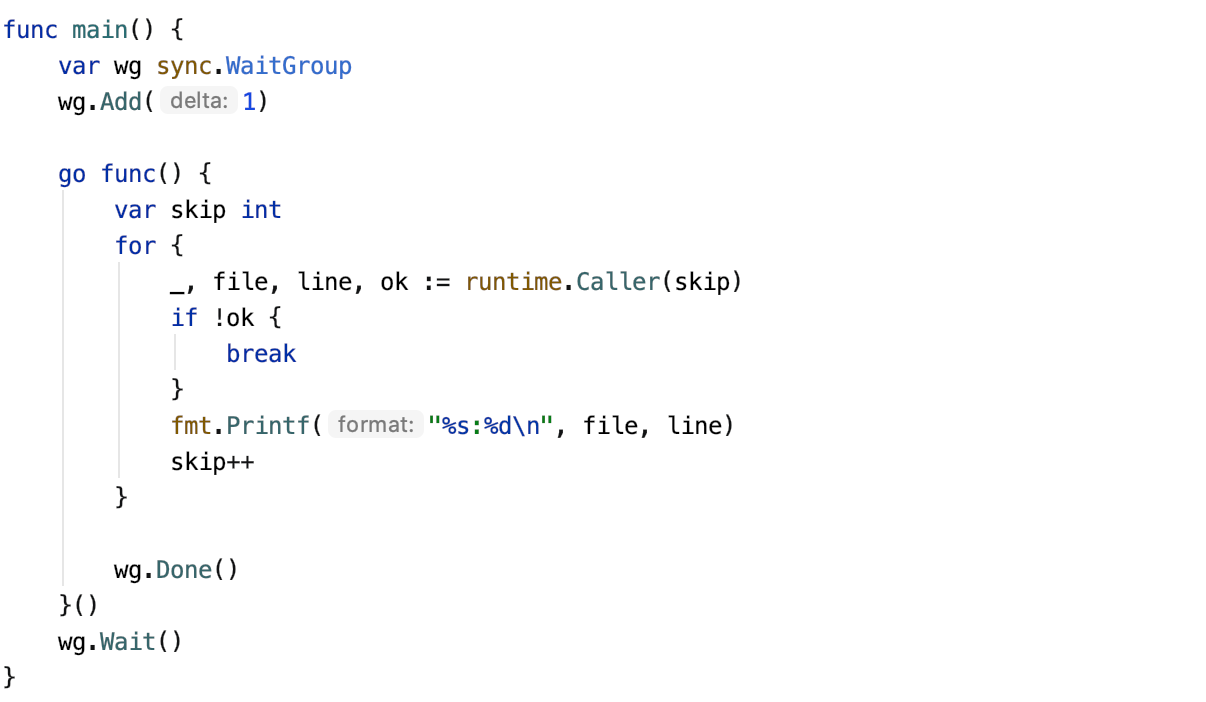 func main() {
    var wg sync.WaitGroup
    wg.Add( delta: 1)

    go func() {
        var skip int
        for {
            _, file, line, ok := runtime.Caller(skip)
            if !ok {
                break
            }
            fmt.Printf( format: "%s:%d\n", file, line)
            skip++
        }

        wg.Done()
    }()
    wg.Wait()
}